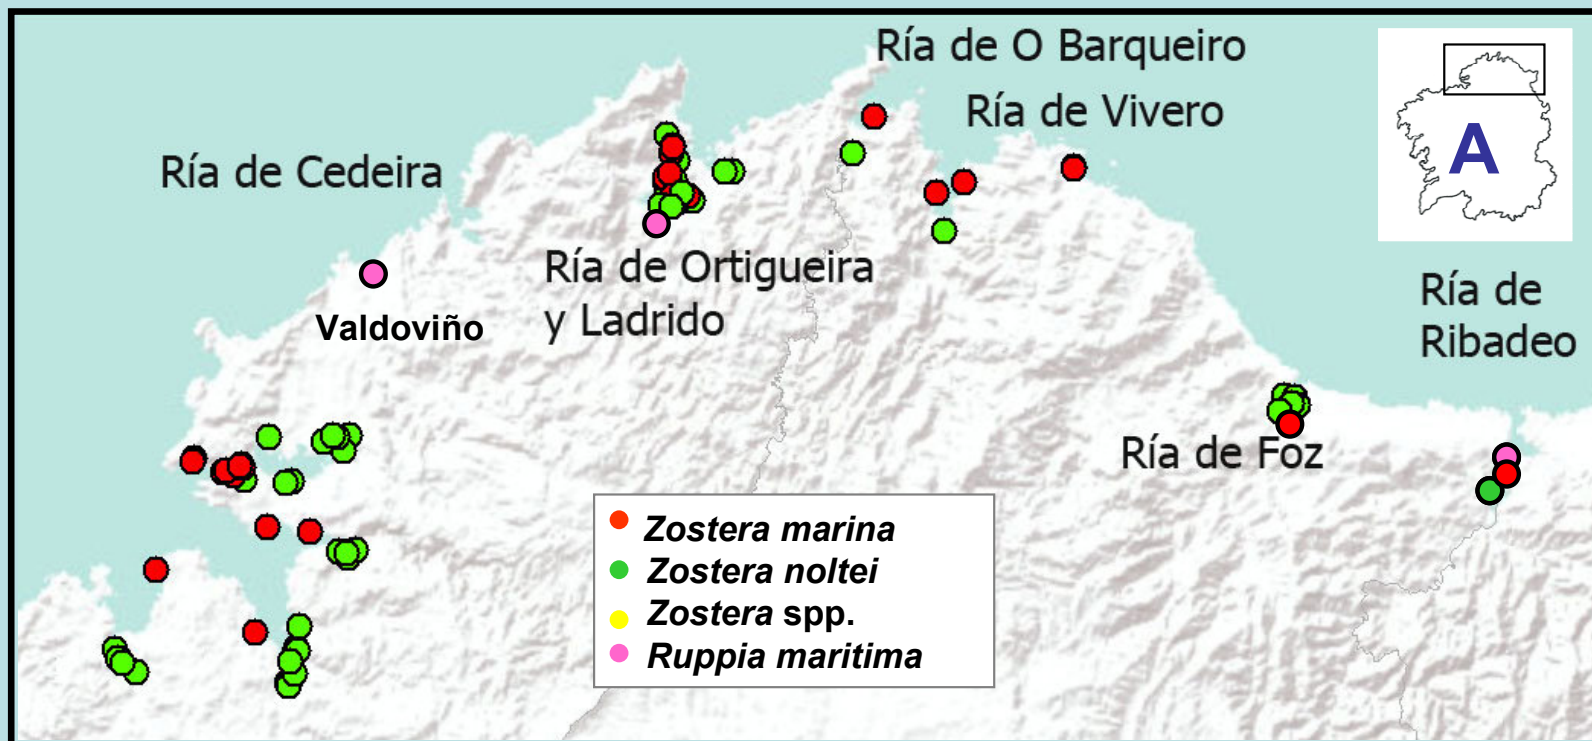 Ría de O Barqueiro
Ría de Vivero
A
Ría de Cedeira
Ría de Ortigueira
y Ladrido
Valdoviño
Ría de
Ribadeo
Ría de Foz
Zostera marina
Zostera noltei
Zostera spp.
Ruppia maritima